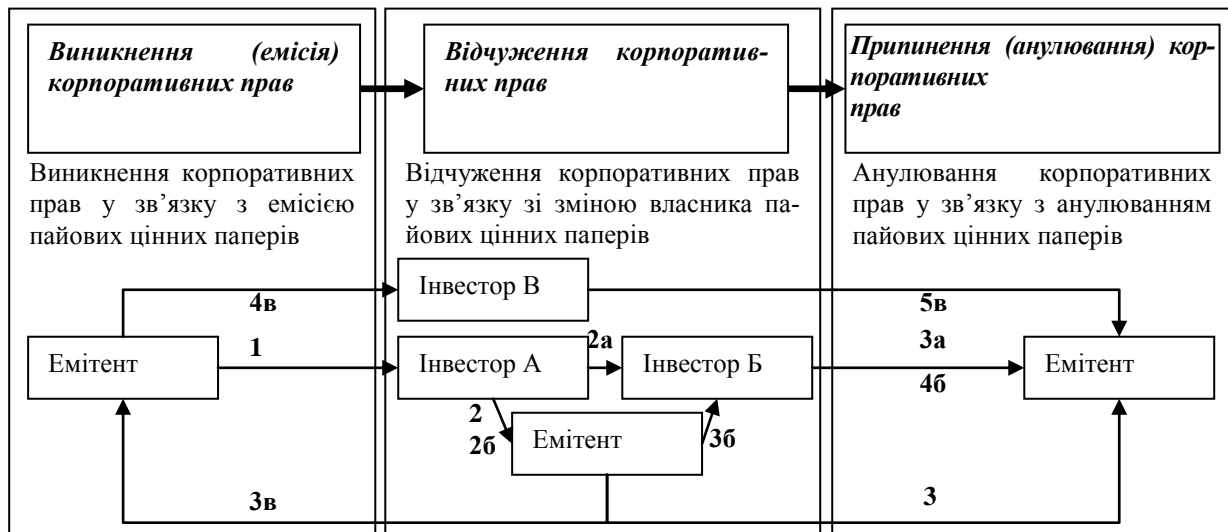 Виникнення (емісія)
корпоративних прав
Відчуження корпоратив-
них прав
Припинення (анулювання) кор-
поративних
прав
Виникнення корпоративних
прав у зв’язку з емісією
пайових цінних паперів
Відчуження корпоративних прав
у зв’язку зі зміною власника па-
йових цінних паперів
Анулювання корпоративних
прав у зв’язку з анулюванням
пайових цінних паперів
4в
Інвестор В
5в
Емітент
1
Інвестор А
2а
Інвестор Б
3а
4б
Емітент
2
2б
Емітент
3б
3в
3